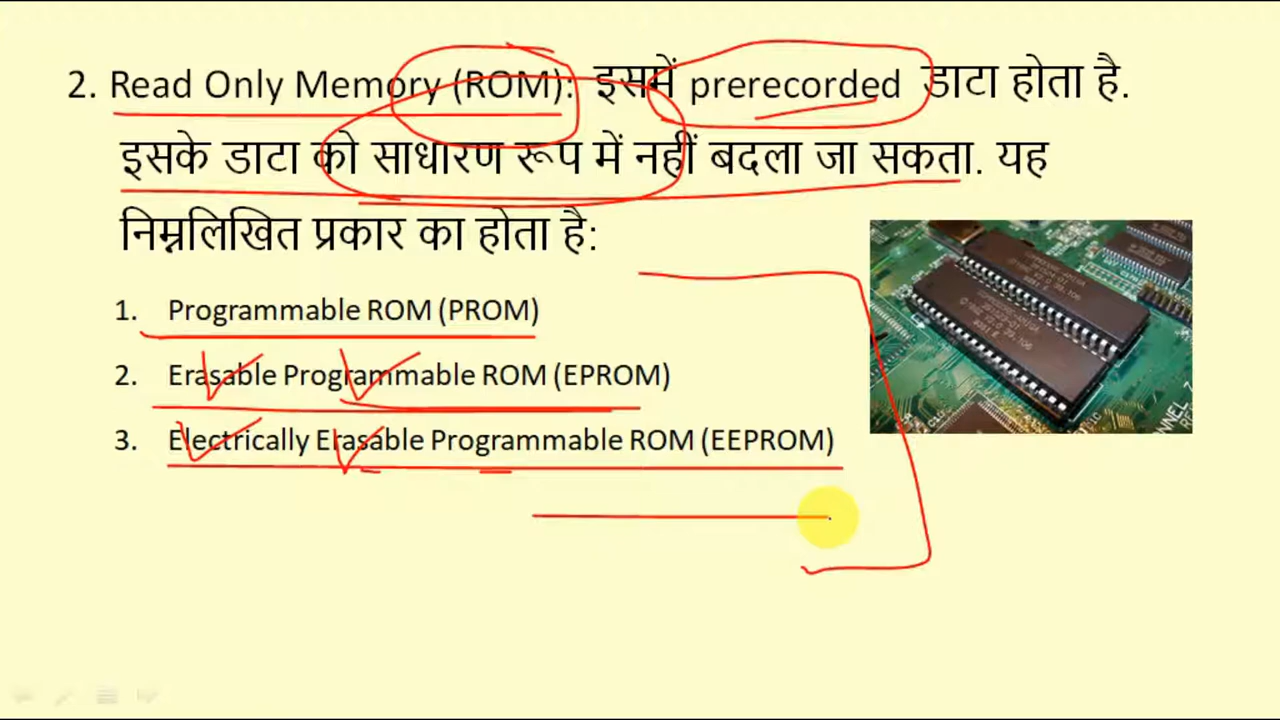 2. Read Only Memory (ROM): इसमें prerecorded डाटा होता है.
इसके डाटा को साधारण रूप में नहीं बदला जा सकता. यह
निम्नलिखित प्रकार का होता है:
1. Programmable ROM (PROM)
2. Erasable Programmable ROM (EPROM)
3. Electrically Erasable Programmable ROM (EEPROM)